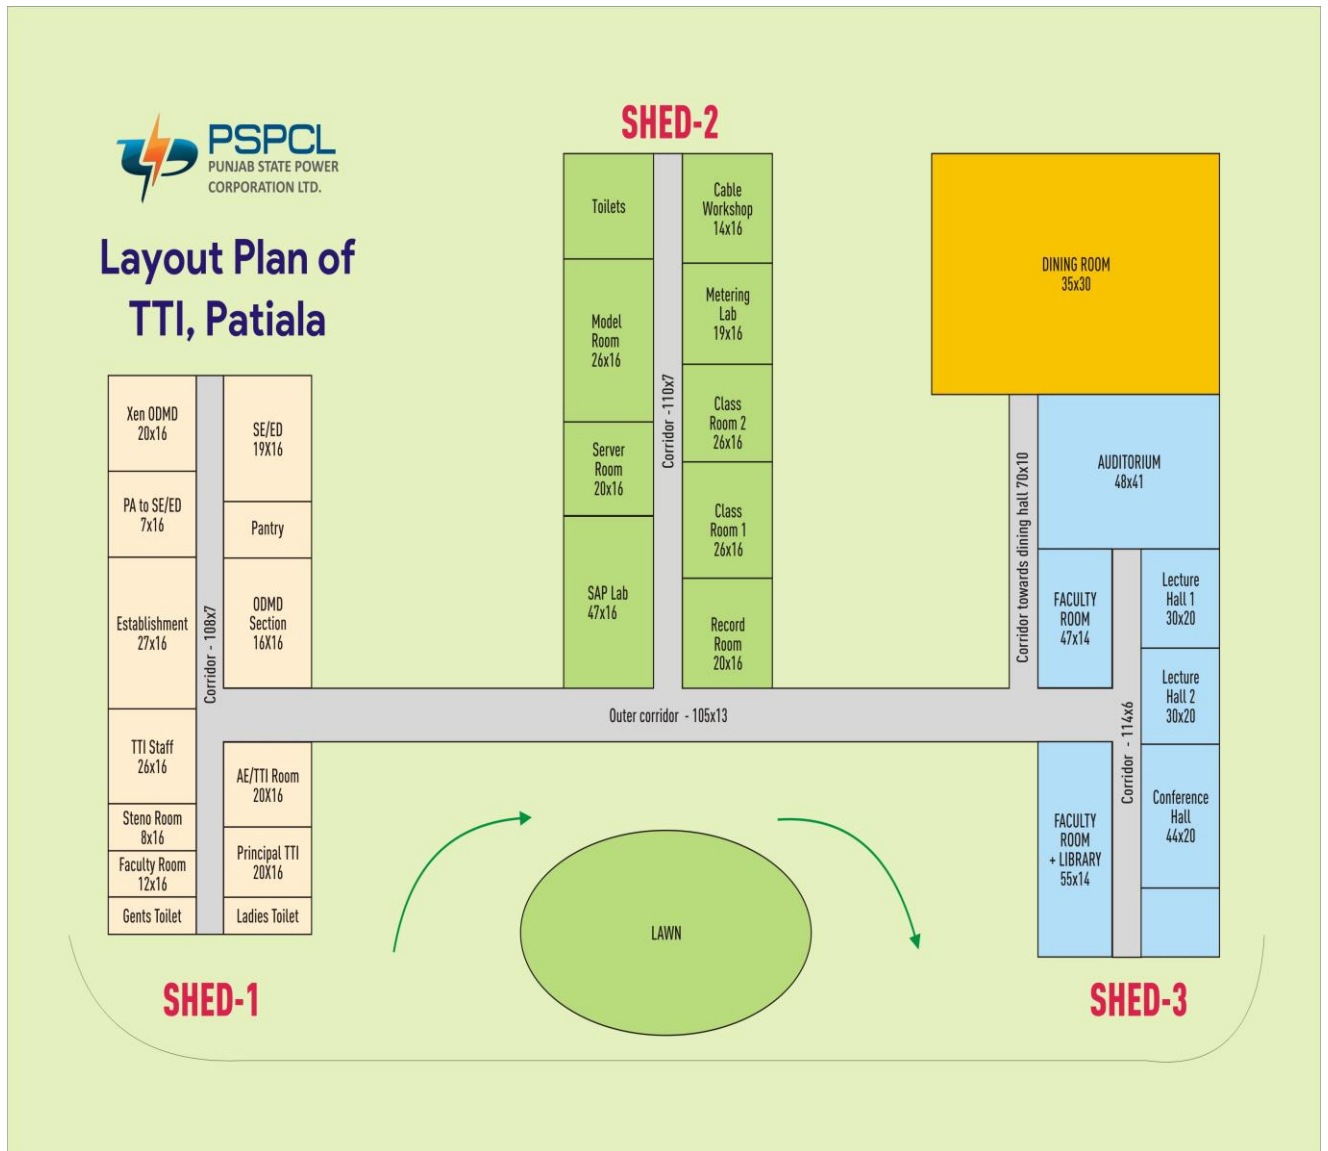 PSPCL
PUNJAB STATE POWER
CORPORATION LTD.
Layout Plan of
TTI, Patiala
SHED-2
Toilets
Model
Room
26x16
Server
Room
20x16
SAP Lab
47x16
Corridor -110x7
Cable
Workshop
14x16
Metering
Lab
19x16
Class
Room 2
26x16
Class
Room 1
26x16
Record
Room
20x16
DINING ROOM
35x30
AUDITORIUM
48x41
Corridor towards dining hall 70x10
FACULTY
ROOM
47x14
Lecture
Hall 1
30x20
Lecture
Hall 2
30x20
Corridor - 114x6
Conference
Hall
44x20
FACULTY
ROOM
+ LIBRARY
55x14
SHED-3
Xen ODMD
20x16
PA to SE/ED
7x16
Establishment
27x16
TTI Staff
26x16
Steno Room
8x16
Faculty Room
12x16
Gents Toilet
Corridor - 108x7
SE/ED
19X16
Pantry
ODMD
Section
16X16
AE/TTI Room
20X16
Principal TTI
20X16
Ladies Toilet
SHED-1
Outer corridor - 105x13
LAWN